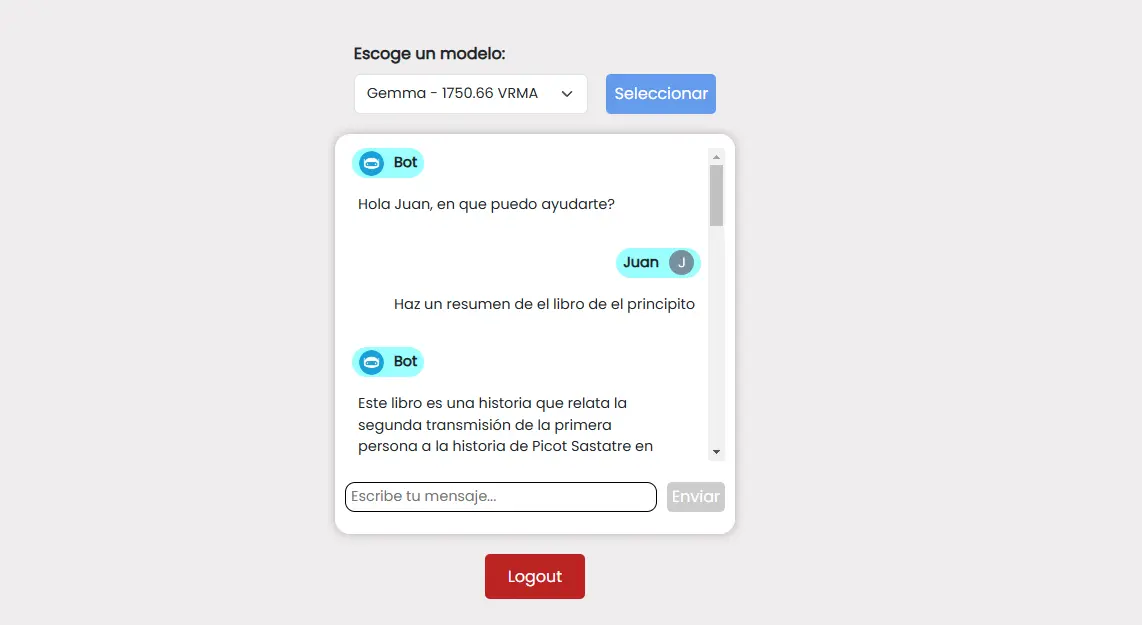 Escoge un modelo:
Gemma - 1750.66 VRMA
Seleccionar
Bot
Hola Juan, en que puedo ayudarte?
Juan J
Haz un resumen de el libro de el principito
Bot
Este libro es una historia que relata la
segunda transmisión de la primera
persona a la historia de Picot Sastatre en
Escribe tu mensaje...
Enviar
Logout